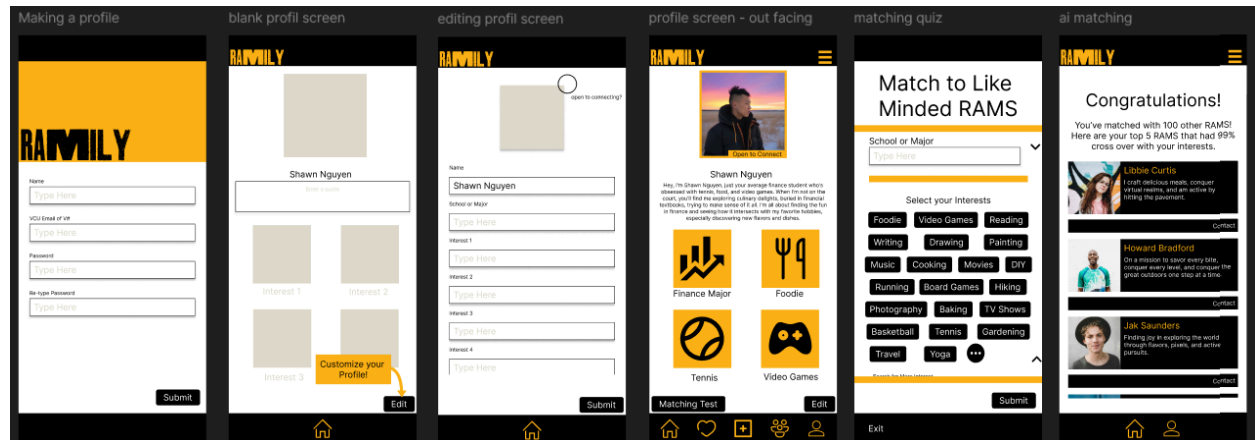 Making a profile
RAMILY
Name
Type Here
VCU Email of V#
Type Here
Password
Type Here
Re-type Password
Type Here
Submit
blank profil screen
RAMILY
Shawn Nguyen
Interest 1
Interest 2
Interest 3
Customize your
Profile!
Edit
editing profil screen
RAMILY
open to connecting?
Name
Shawn Nguyen
School or Major
Type Here
Interest 1
Type Here
Interest 2
Type Here
Interest 3
Type Here
Interest 4
Type Here
Submit
profile screen - out facing
RAMILY
Open to Connect
Shawn Nguyen
Hey, I'm Shawn Nguyen, just your average finance student who's
obsessed with tennis, food, and video games. When I'm not on the
court, you'll find me exploring culinary delights, buried in financial
textbooks, trying to make sense of it all. I'm all about finding the fun
in finance and seeing how it intersects with my favorite hobbies,
especially discovering new flavors and dishes.
Finance Major
Foodie
Tennis
Video Games
Matching Test
Edit
matching quiz
Match to Like
Minded RAMS
School or Major
Type Here
Select your Interests
Foodie Video Games Reading
Writing Drawing Painting
Music Cooking Movies DIY
Running Board Games Hiking
Photography Baking TV Shows
Basketball Tennis Gardening
Travel Yoga
Submit
Exit
ai matching
RAMILY
Congratulations!
You've matched with 100 other RAMS!
Here are your top 5 RAMS that had 99%
cross over with your interests.
Libbie Curtis
I craft delicious meals, conquer
virtual realms, and am active by
hitting the pavement.
Contact
Howard Bradford
On a mission to savor every bite,
conquer every level, and conquer the
great outdoors one step at a time.
Contact
Jak Saunders
Finding joy in exploring the world
through flavors, pixels, and active
pursuits.
Contact